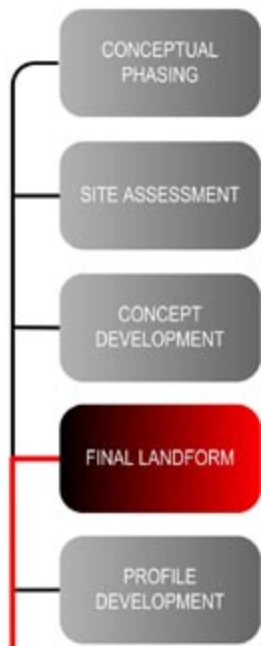 CONCEPTUAL
PHASING
SITE ASSESSMENT
CONCEPT
DEVELOPMENT
FINAL LANDFORM
PROFILE
DEVELOPMENT